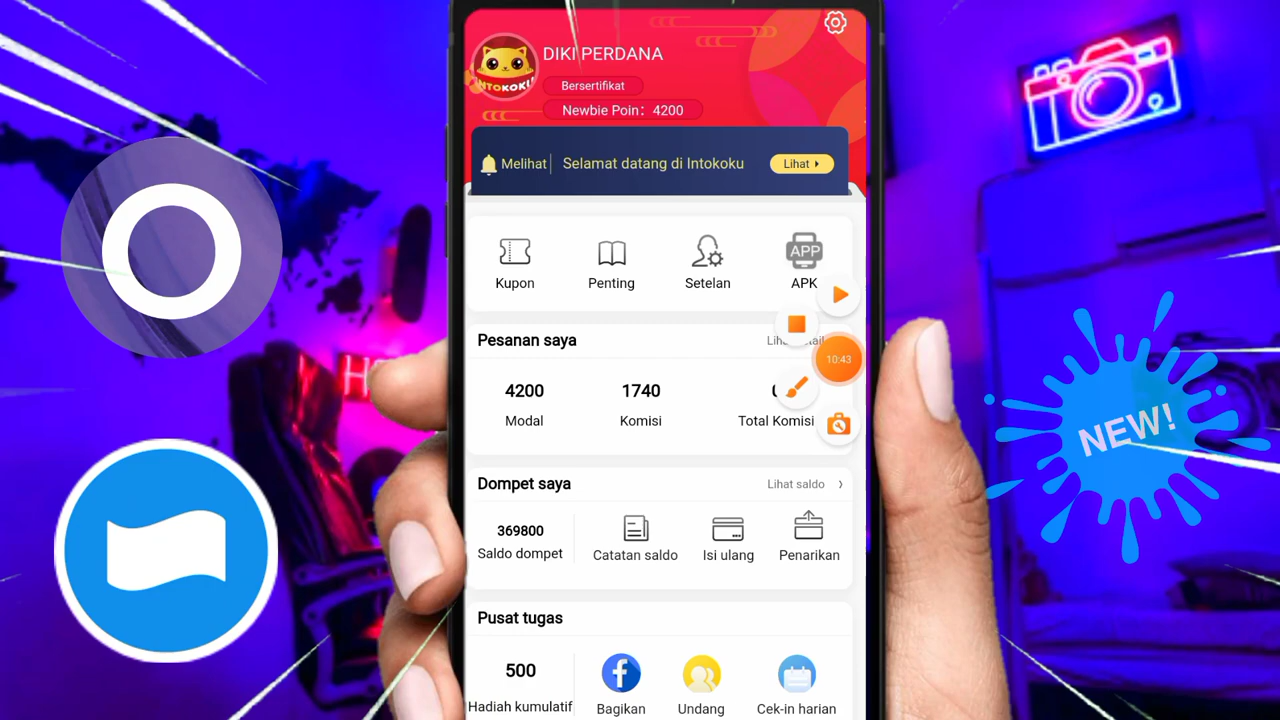 DIKI PERDANA
Bersertifikat
Newbie Poin: 4200
NTOKOKU
Melihat
Selamat datang di Intokoku
Lihat
Kupon
Penting
Setelan
APP
APK
Pesanan saya
4200
1740
Modal
Komisi
Total Komisi
10:43
Dompet saya
Lihat saldo
369800
Saldo dompet
Catatan saldo
Isi ulang
Penarikan
Pusat tugas
500
Hadiah kumulatif
Bagikan
Undang
Cek-in harian
NEW!